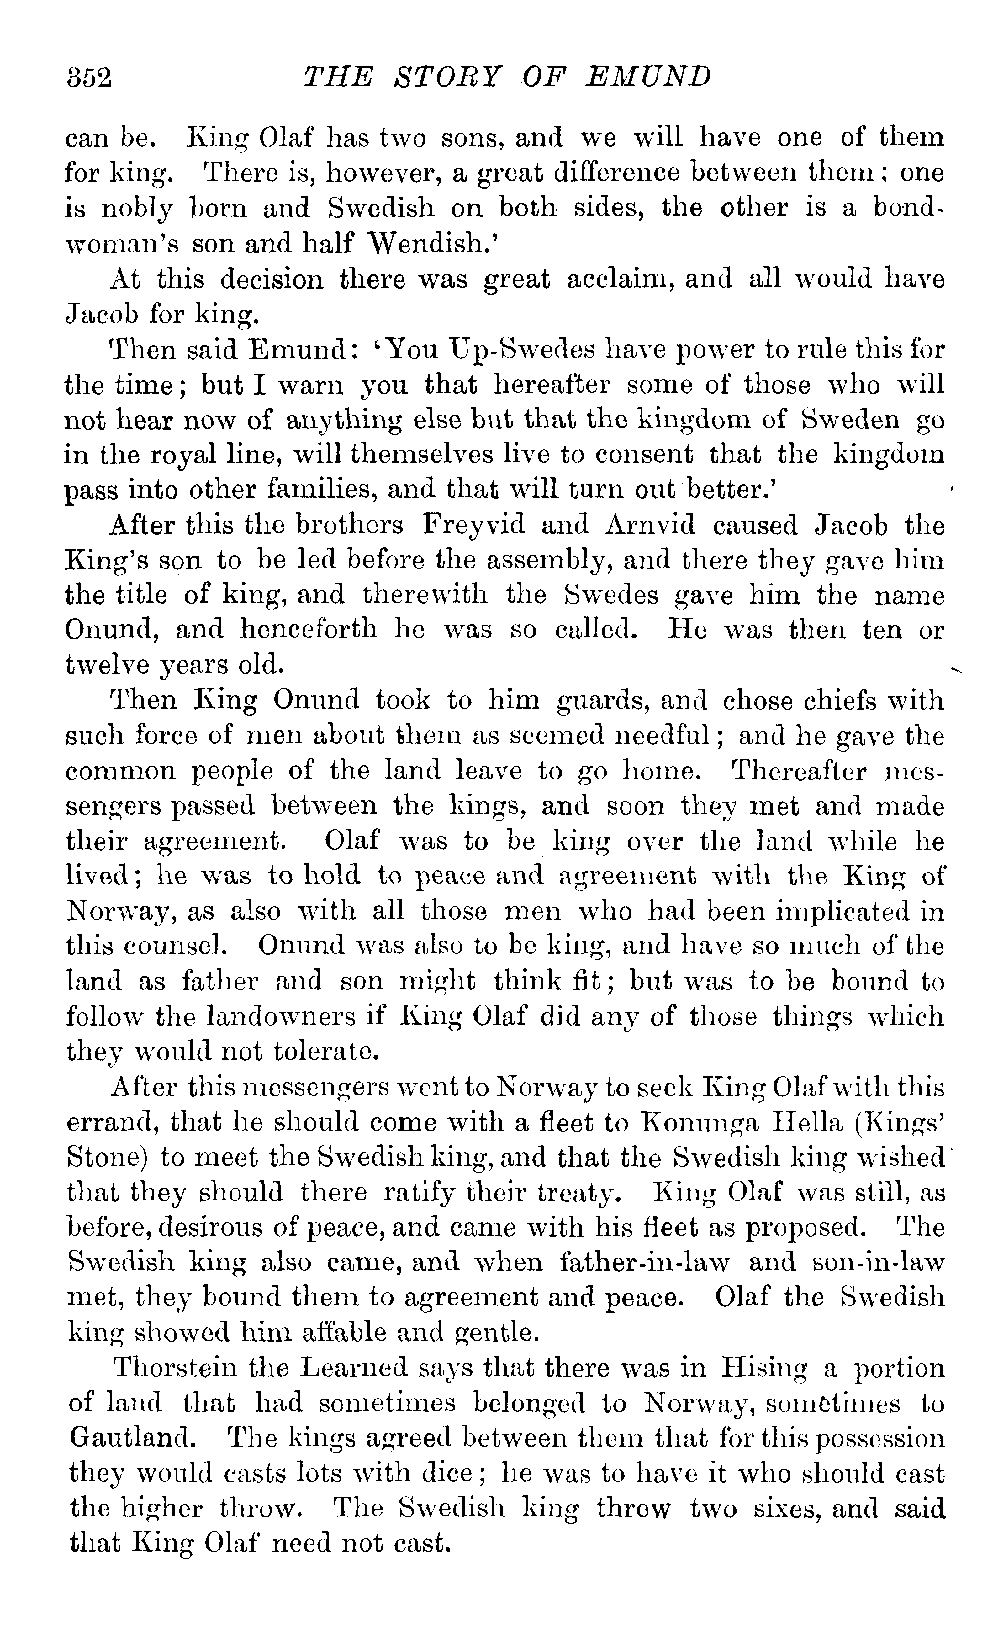 352 THE STORY OF EMUND
can be. King Olaf has two sons, and we will have one of them
for king. There is, however, a great difference between them; one
is nobly born and Swedish on both sides, the other is a bond-
woman's son and half Wendish.'
At this decision there was great acclaim, and all would have
Jacob for king.
Then said Emund: 'You Up-Swedes have power to rule this for
the time; but I warn you that hereafter some of those who will
not hear now of anything else but that the kingdom of Sweden go
in the royal line, will themselves live to consent that the kingdom
pass into other families, and that will turn out better.'
After this the brothers Freyvid and Arnvid caused Jacob the
King's son to be led before the assembly, and there they gave him
the title of king, and therewith the Swedes gave him the name
Onund, and henceforth he was so called. He was then ten or
twelve years old.
Then King Onund took to him guards, and chose chiefs with
such force of men about them as seemed needful; and he gave the
common people of the land leave to go home. Thereafter mes-
sengers passed between the kings, and soon they met and made
their agreement. Olaf was to be king over the land while he
lived; he was to hold to peace and agreement with the King of
Norway, as also with all those men who had been implicated in
this counsel. Onund was also to be king, and have so much of the
land as father and son might think fit; but was to be bound to
follow the landowners if King Olaf did any of those things which
they would not tolerate.
After this messengers went to Norway to seek King Olaf with this
errand, that he should come with a fleet to Konunga Hella (Kings'
Stone) to meet the Swedish king, and that the Swedish king wished
that they should there ratify their treaty. King Olaf was still, as
before, desirous of peace, and came with his fleet as proposed. The
Swedish king also came, and when father-in-law and son-in-law
met, they bound them to agreement and peace. Olaf the Swedish
king showed him affable and gentle.
Thorstein the Learned says that there was in Hising a portion
of land that had sometimes belonged to Norway, sometimes to
Gautland. The kings agreed between them that for this possession
they would casts lots with dice; he was to have it who should cast
the higher throw. The Swedish king threw two sixes, and said
that King Olaf need not cast.